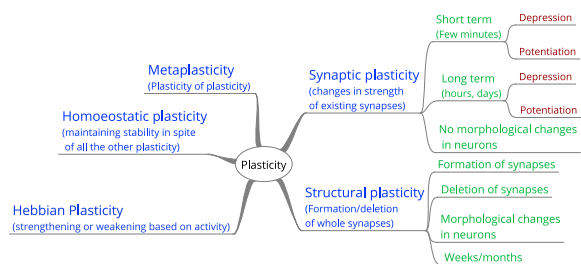 Metaplasticity
(Plasticity of plasticity)
Homoeostatic plasticity
(maintaining stability in spite
of all the other plasticity)
Hebbian Plasticity
(strengthening or weakening based on activity)
Plasticity
Synaptic plasticity
(changes in strength
of existing synapses)
Short term
(Few minutes)
Depression
Potentiation
Long term
(hours, days)
Depression
Potentiation
No morphological changes
in neurons
Structural plasticity
(Formation/deletion
of whole synapses)
Formation of synapses
Deletion of synapses
Morphological changes
in neurons
Weeks/months